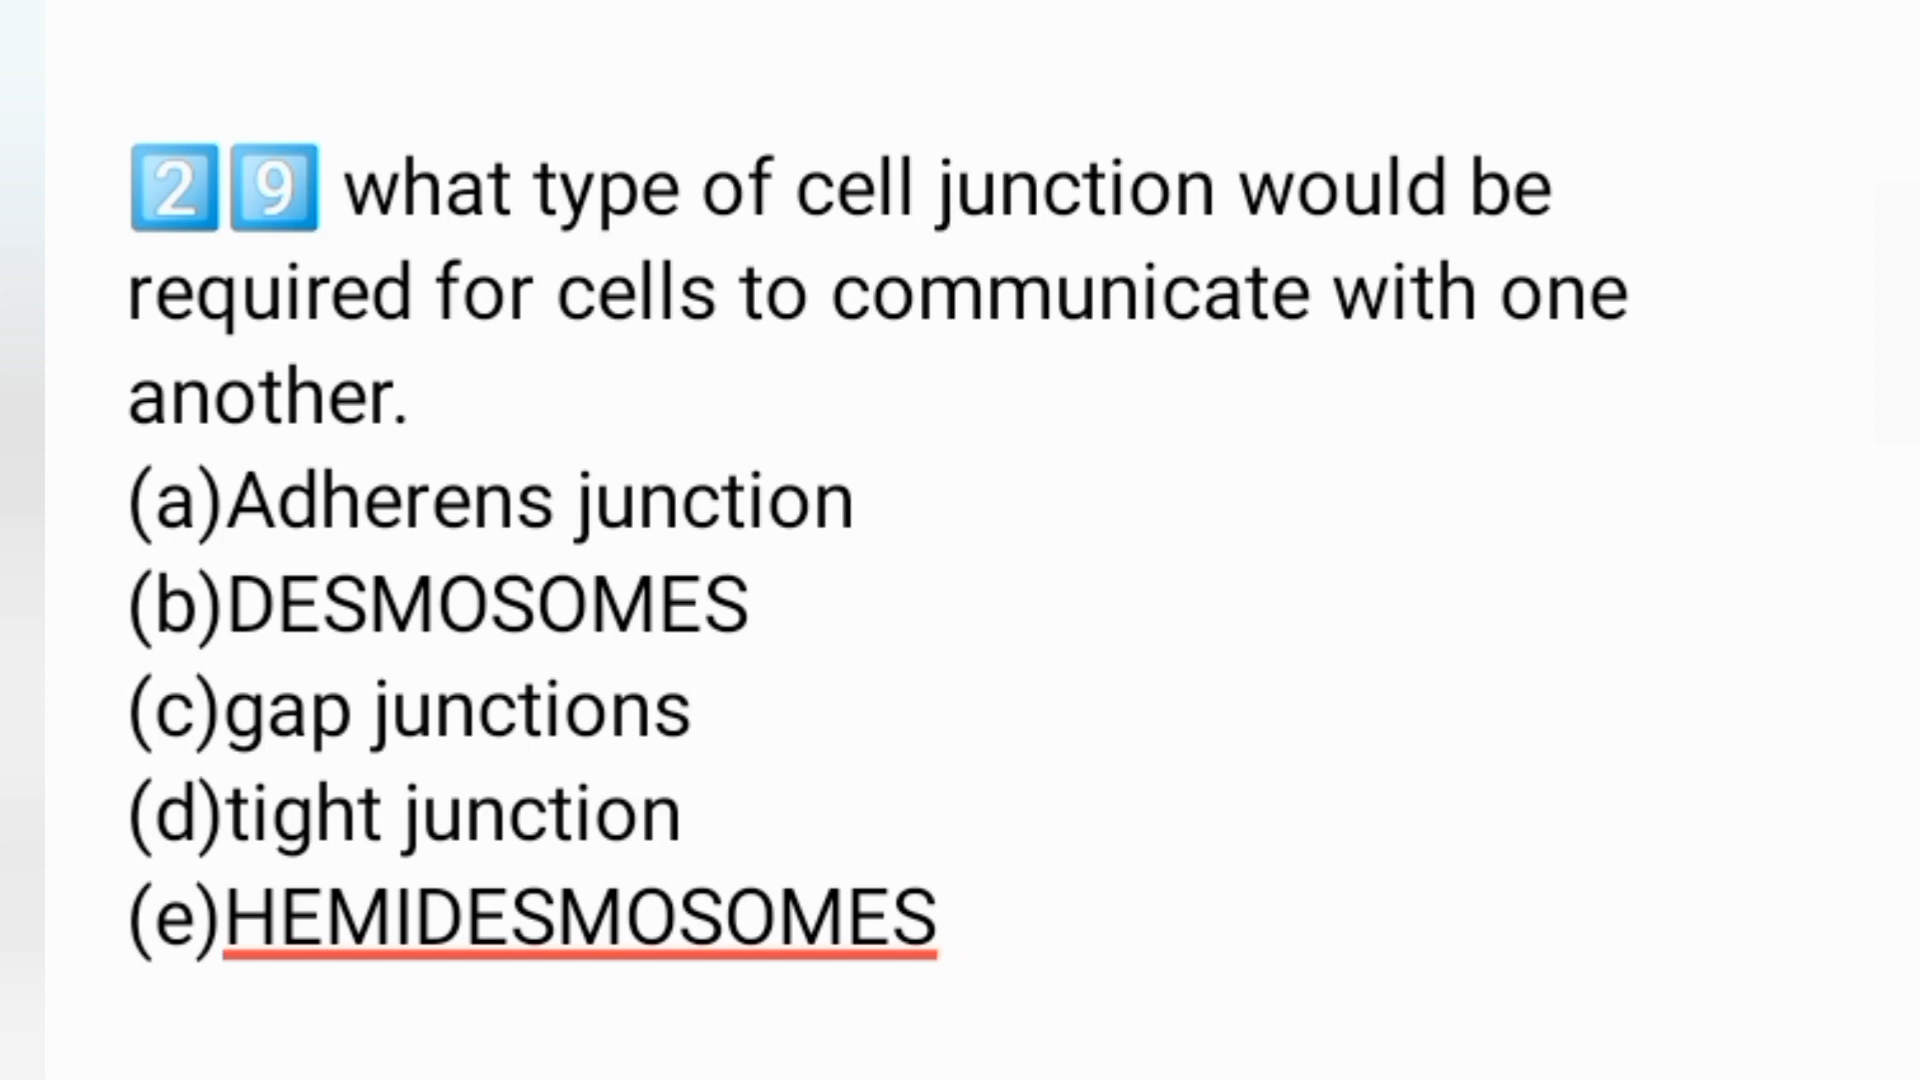 2️⃣9️⃣ what type of cell junction would be
required for cells to communicate with one
another.
(a)Adherens junction
(b)DESMOSOMES
(c)gap junctions
(d)tight junction
(e)HEMIDESMOSOMES